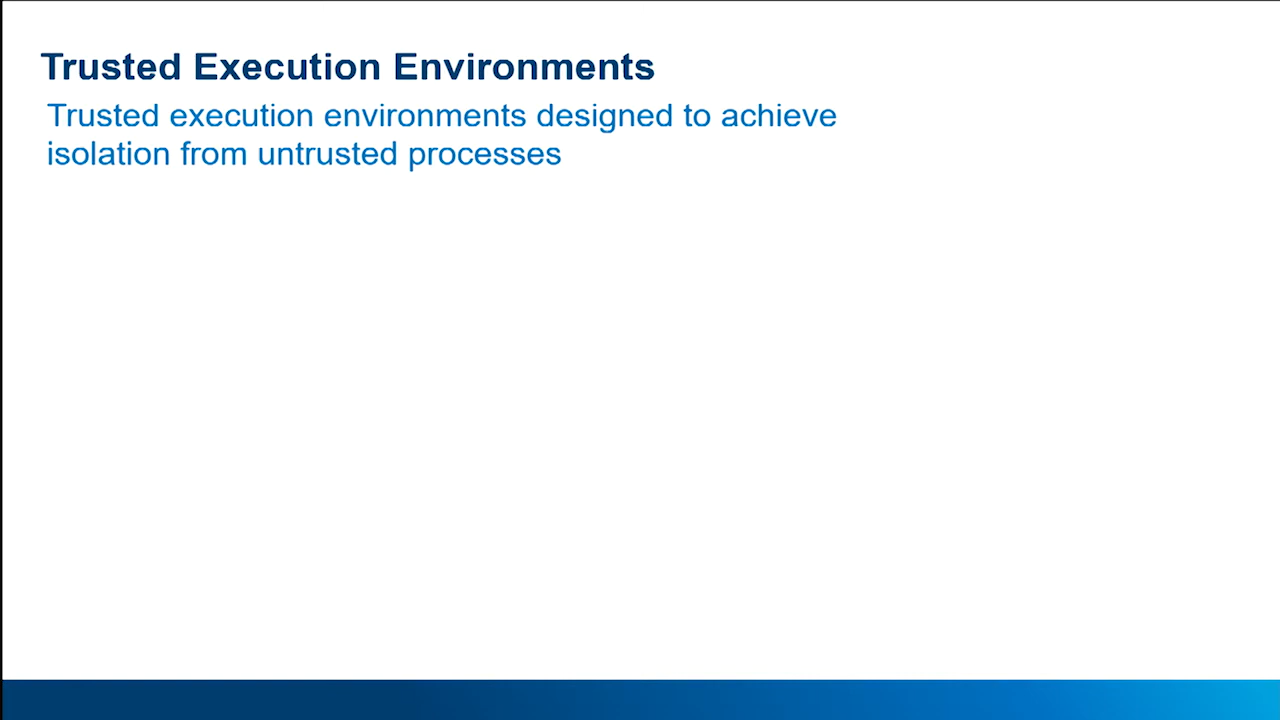 Trusted Execution Environments
Trusted execution environments designed to achieve
isolation from untrusted processes